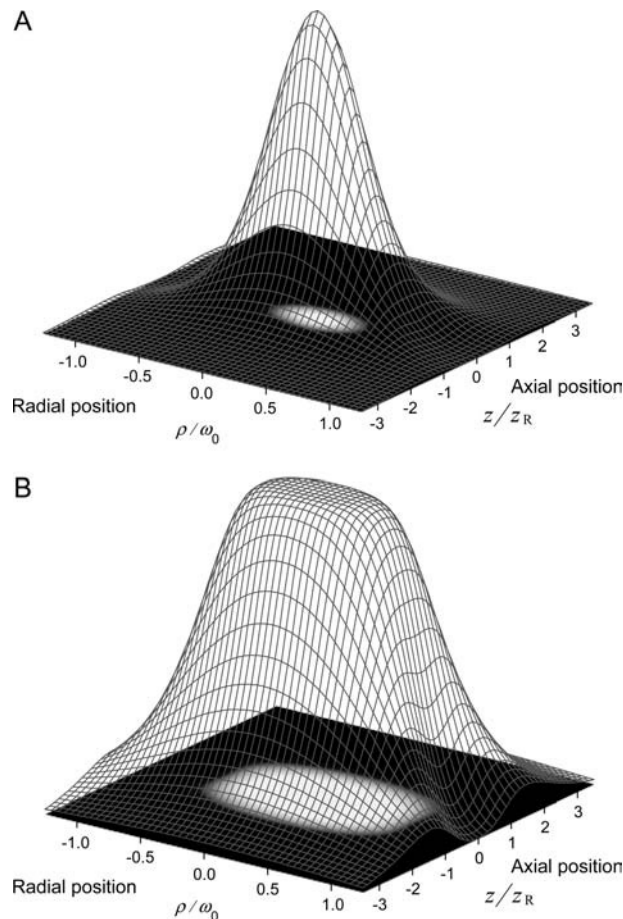 A
-1.0 -0.5 0.0 0.5 1.0
Radial position
ρ/ω₀
-3 -2 -1 0 1 2 3
Axial position
z/z_R
B
-1.0 -0.5 0.0 0.5 1.0
Radial position
ρ/ω₀
-3 -2 -1 0 1 2 3
Axial position
z/z_R